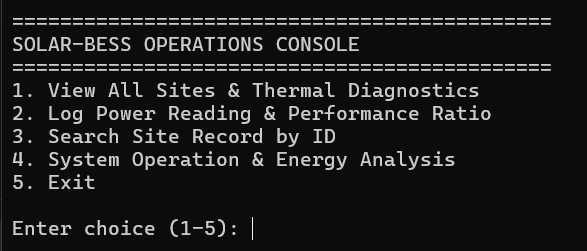 =============================================
SOLAR-BESS OPERATIONS CONSOLE
=============================================
1. View All Sites & Thermal Diagnostics
2. Log Power Reading & Performance Ratio
3. Search Site Record by ID
4. System Operation & Energy Analysis
5. Exit
Enter choice (1-5):